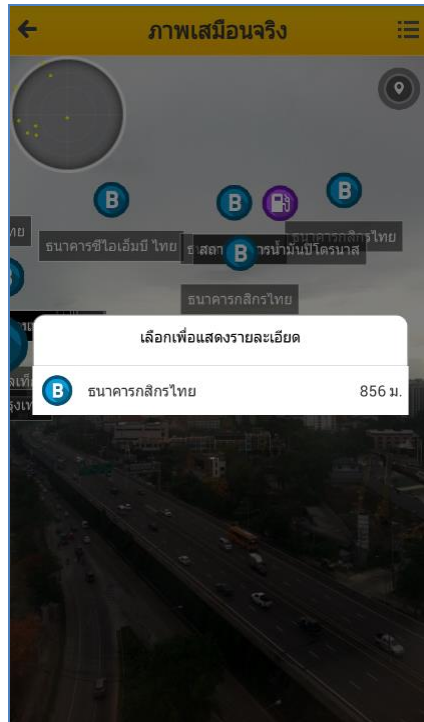 ภาพเสมือนจริง
B
B
B
ธนาคารซีไอเอ็มบี ไทย
ธนาคารกสิกรไทย
B
ธนาคารกสิกรไทย
เลือกเพื่อแสดงรายละเอียด
B ธนาคารกสิกรไทย 856 ม.